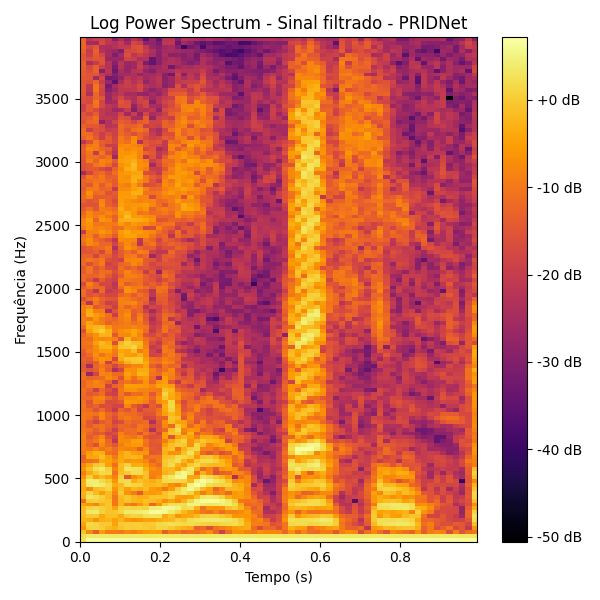 Log Power Spectrum - Sinal filtrado - PRIDNet
Frequência (Hz)
3500
3000
2500
2000
1500
1000
500
0
0.0 0.2 0.4 0.6 0.8
Tempo (s)
+0 dB
-10 dB
-20 dB
-30 dB
-40 dB
-50 dB